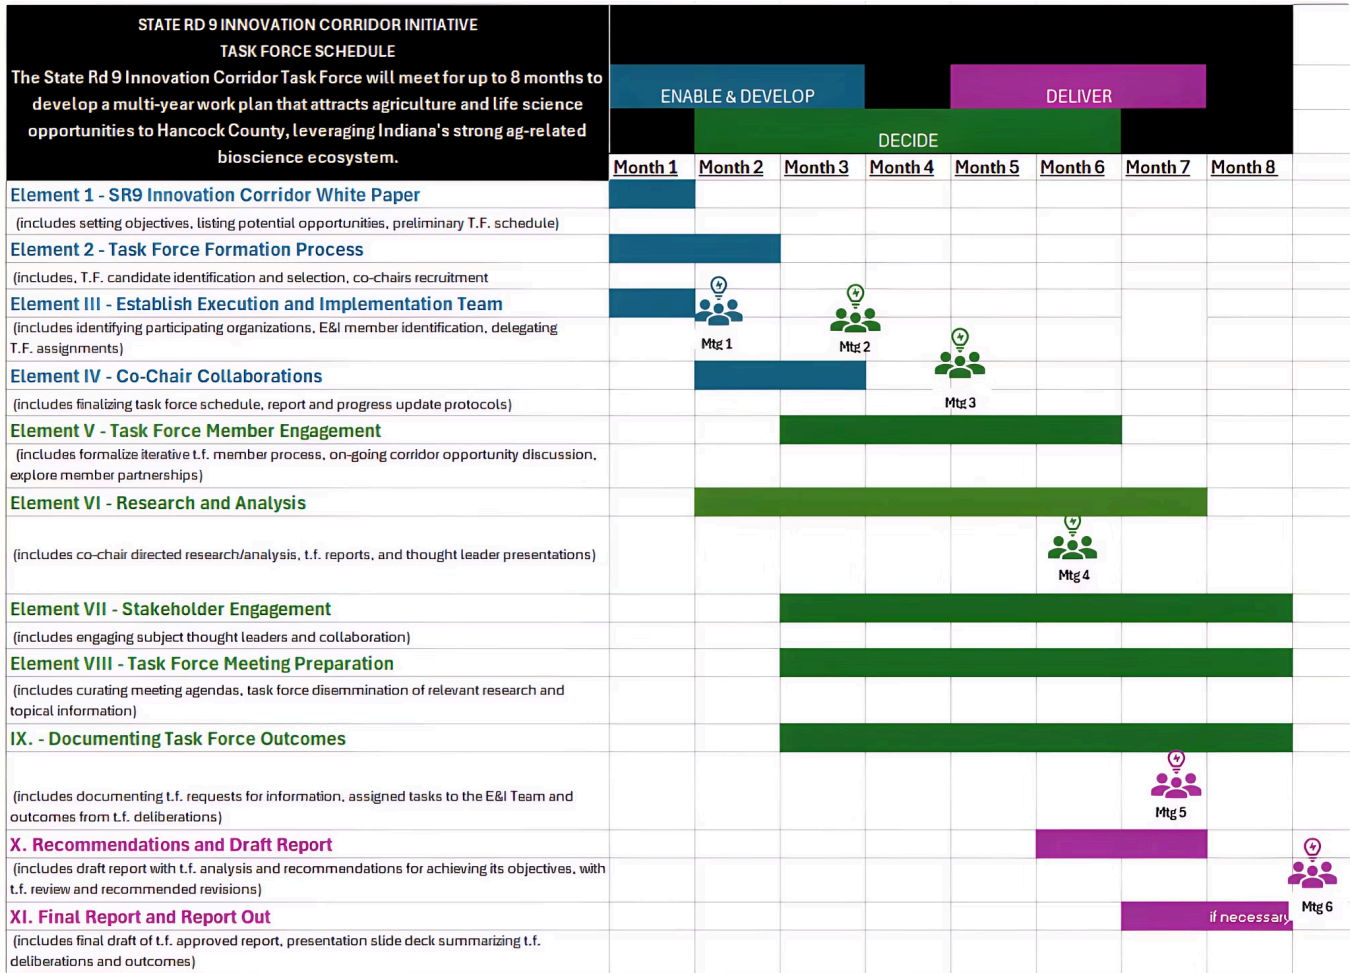 STATE RD 9 INNOVATION CORRIDOR INITIATIVE
TASK FORCE SCHEDULE
The State Rd 9 Innovation Corridor Task Force will meet for up to 8 months to
develop a multi-year work plan that attracts agriculture and life science
opportunities to Hancock County, leveraging Indiana's strong ag-related
bioscience ecosystem.
ENABLE & DEVELOP
DELIVER
DECIDE
Month 1 Month 2 Month 3 Month 4 Month 5 Month 6 Month 7 Month 8
Element 1 - SR9 Innovation Corridor White Paper
(includes setting objectives, listing potential opportunities, preliminary T.F. schedule)
Element 2 - Task Force Formation Process
(includes, T.F. candidate identification and selection, co-chairs recruitment
Element III - Establish Execution and Implementation Team
(includes identifying participating organizations, E&I member identification, delegating
T.F. assignments)
Mtg 1
Mtg 2
Element IV - Co-Chair Collaborations
(includes finalizing task force schedule, report and progress update protocols)
Mtg 3
Element V - Task Force Member Engagement
(includes formalize iterative t.f. member process, on-going corridor opportunity discussion,
explore member partnerships)
Element VI - Research and Analysis
(includes co-chair directed research/analysis, t.f. reports, and thought leader presentations)
Mtg 4
Element VII - Stakeholder Engagement
(includes engaging subject thought leaders and collaboration)
Element VIII - Task Force Meeting Preparation
(includes curating meeting agendas, task force disemmination of relevant research and
topical information)
IX. - Documenting Task Force Outcomes
(includes documenting t.f. requests for information, assigned tasks to the E&I Team and
outcomes from t.f. deliberations)
Mtg 5
X. Recommendations and Draft Report
(includes draft report with t.f. analysis and recommendations for achieving its objectives, with
t.f. review and recommended revisions)
XI. Final Report and Report Out
if necessary
Mtg 6
(includes final draft of t.f. approved report, presentation slide deck summarizing t.f.
deliberations and outcomes)